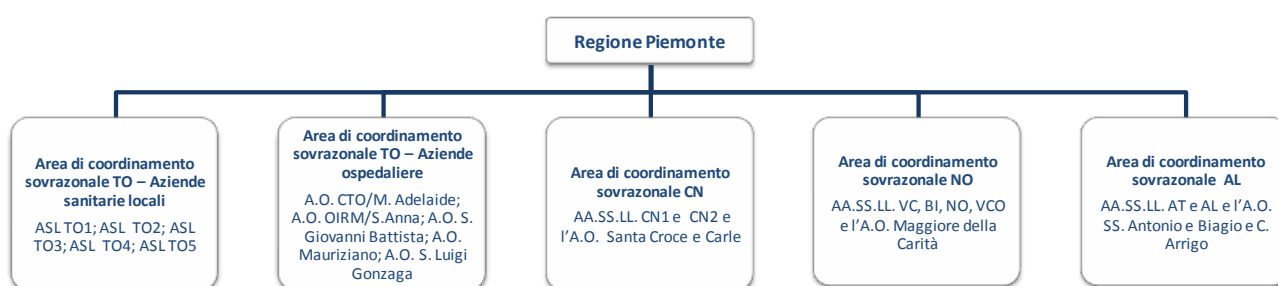 Regione Piemonte
Area di coordinamento
sovrazonale TO – Aziende
sanitarie locali
ASL TO1; ASL TO2; ASL
TO3; ASL TO4; ASL TO5
Area di coordinamento
sovrazonale TO – Aziende
ospedaliere
A.O. CTO/M. Adelaide;
A.O. OIRM/S.Anna; A.O. S.
Giovanni Battista; A.O.
Mauriziano; A.O. S. Luigi
Gonzaga
Area di coordinamento
sovrazonale CN
AA.SS.LL. CN1 e CN2 e
l’A.O. Santa Croce e Carle
Area di coordinamento
sovrazonale NO
AA.SS.LL. VC, BI, NO, VCO
e l’A.O. Maggiore della
Carità
Area di coordinamento
sovrazonale AL
AA.SS.LL. AT e AL e l’A.O.
SS. Antonio e Biagio e C.
Arrigo